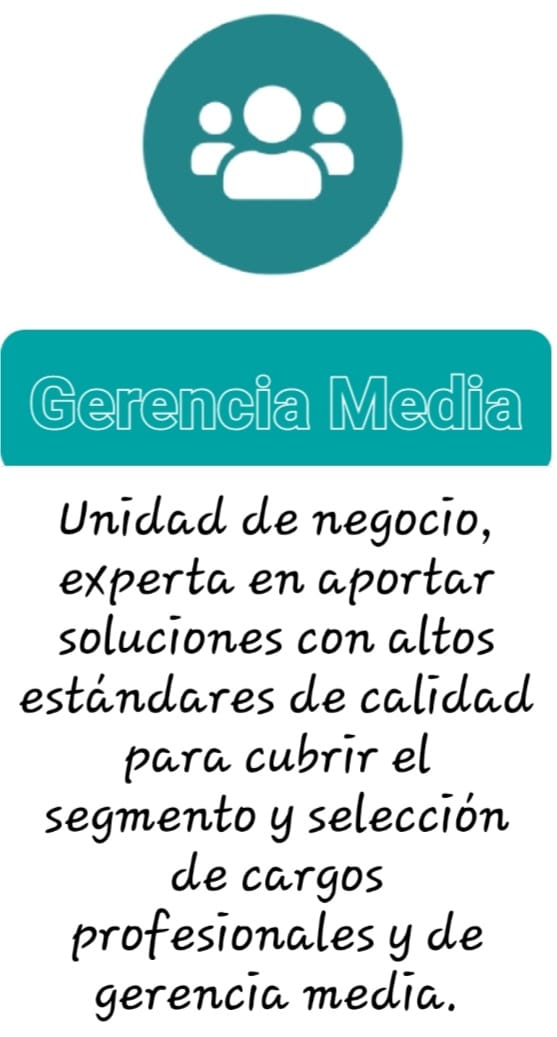 Gerencia Media
Unidad de negocio,
experta en aportar
soluciones con altos
estándares de calidad
para cubrir el
segmento y selección
de cargos
profesionales y de
gerencia media.